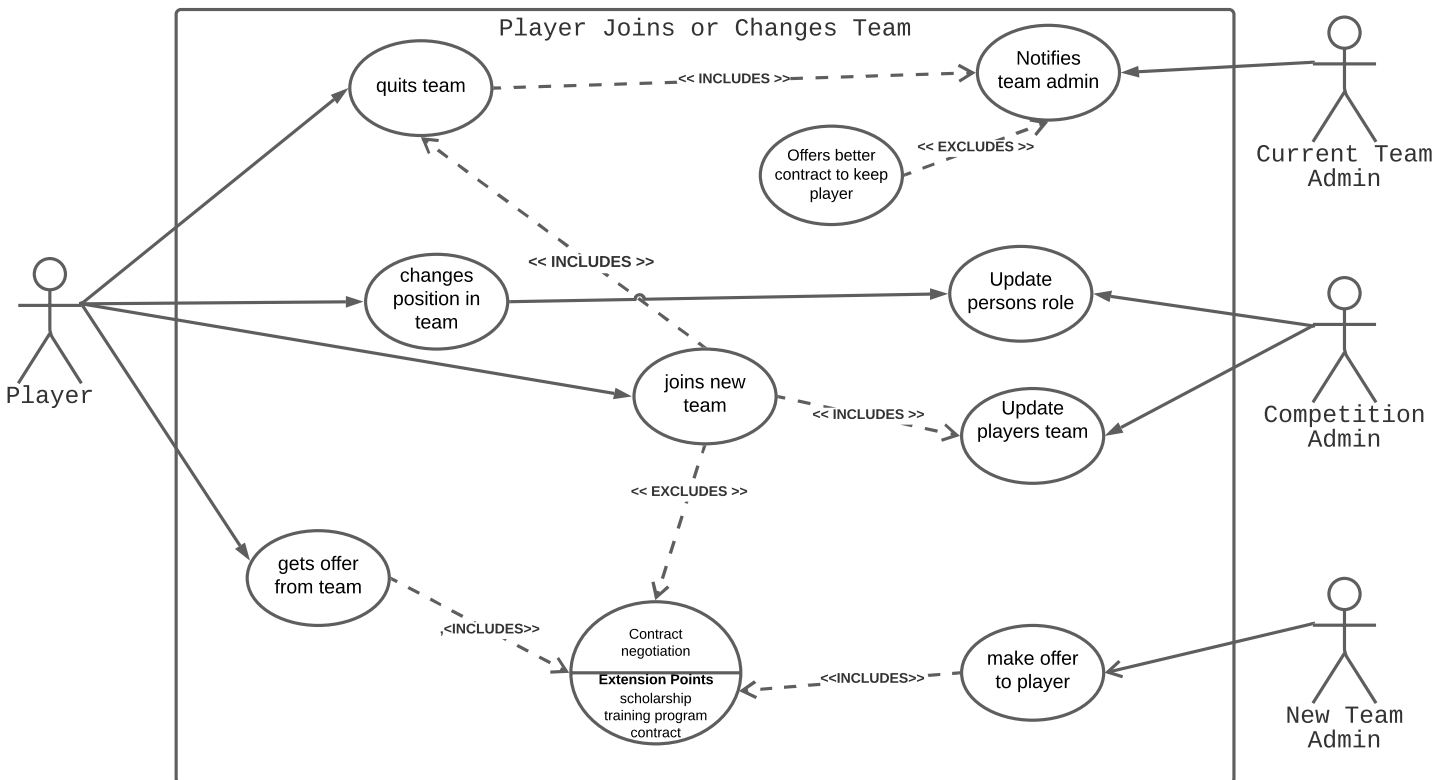 Player Joins or Changes Team
quits team
<< INCLUDES >>
Notifies
team admin
Offers better
contract to keep
player
<< EXCLUDES >>
Current Team
Admin
<< INCLUDES >>
changes
position in
team
Update
persons role
Player
joins new
team
<< INCLUDES >>
Update
players team
Competition
Admin
<< EXCLUDES >>
gets offer
from team
,<INCLUDES>>
Contract
negotiation
Extension Points
scholarship
training program
contract
<<INCLUDES>>
make offer
to player
New Team
Admin